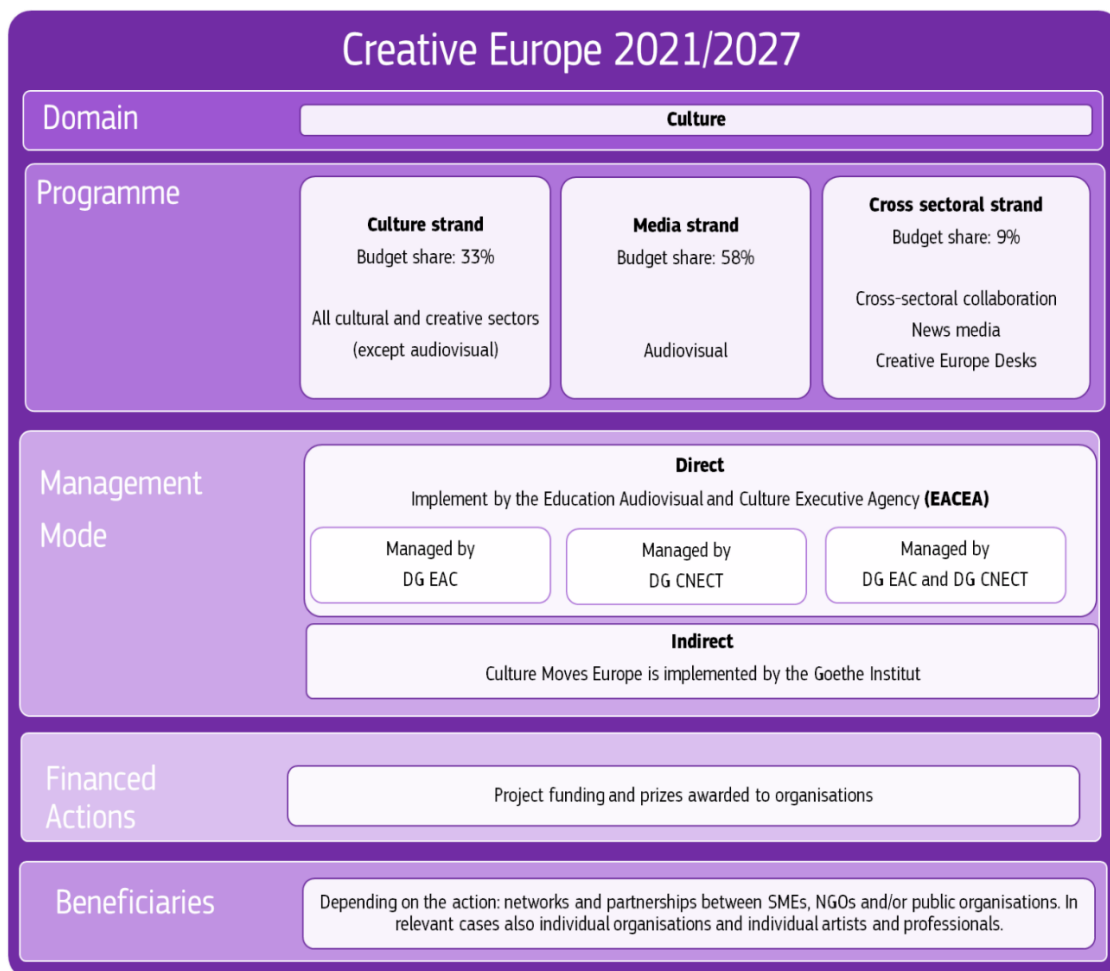 Creative Europe 2021/2027
Domain
Culture
Programme
Culture strand
Budget share: 33%
All cultural and creative sectors
(except audiovisual)
Media strand
Budget share: 58%
Audiovisual
Cross sectoral strand
Budget share: 9%
Cross-sectoral collaboration
News media
Creative Europe Desks
Management
Mode
Direct
Implement by the Education Audiovisual and Culture Executive Agency (EACEA)
Managed by
DG EAC
Managed by
DG CNECT
Managed by
DG EAC and DG CNECT
Indirect
Culture Moves Europe is implemented by the Goethe Institut
Financed
Actions
Project funding and prizes awarded to organisations
Beneficiaries
Depending on the action: networks and partnerships between SMEs, NGOs and/or public organisations. In
relevant cases also individual organisations and individual artists and professionals.